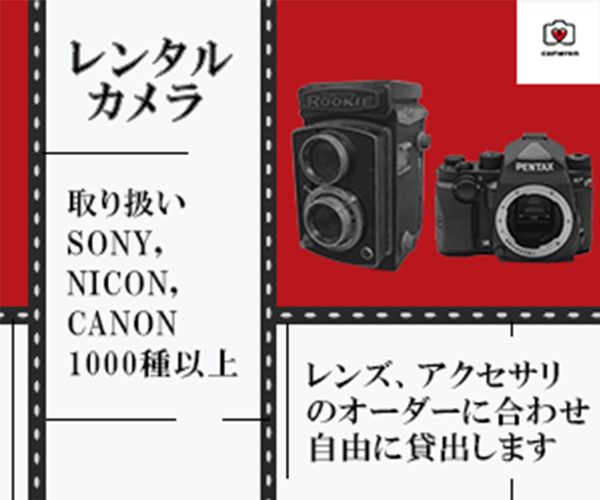 レンタル
カメラ
取り扱い
SONY,
NICON,
CANON
1000種以上
ROOKIE
PENTAX
cameron
レンズ、アクセサリ
のオーダーに合わせ
自由に貸出します